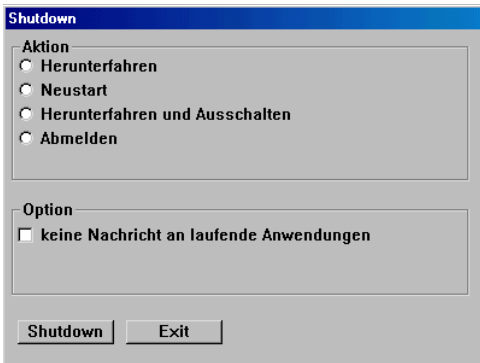 Shutdown
Aktion
Herunterfahren
Neustart
Herunterfahren und Ausschalten
Abmelden
Option
keine Nachricht an laufende Anwendungen
Shutdown Exit